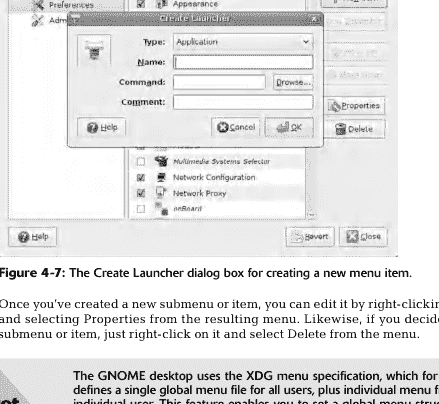 Preferences
Appearance
Create Launcher
Type: Application
Name:
Command: Browse...
Comment:
Properties
Help Cancel OK
Delete
Multimedia Systems Selector
Network Configuration
Network Proxy
onBoard
Help Revert Close
Figure 4-7: The Create Launcher dialog box for creating a new menu item.
Once you've created a new submenu or item, you can edit it by right-clickin
and selecting Properties from the resulting menu. Likewise, if you decid
submenu or item, just right-click on it and select Delete from the menu.
The GNOME desktop uses the XDG menu specification, which for
defines a single global menu file for all users, plus individual menu f
individual user. This feature enables you to set a global menu